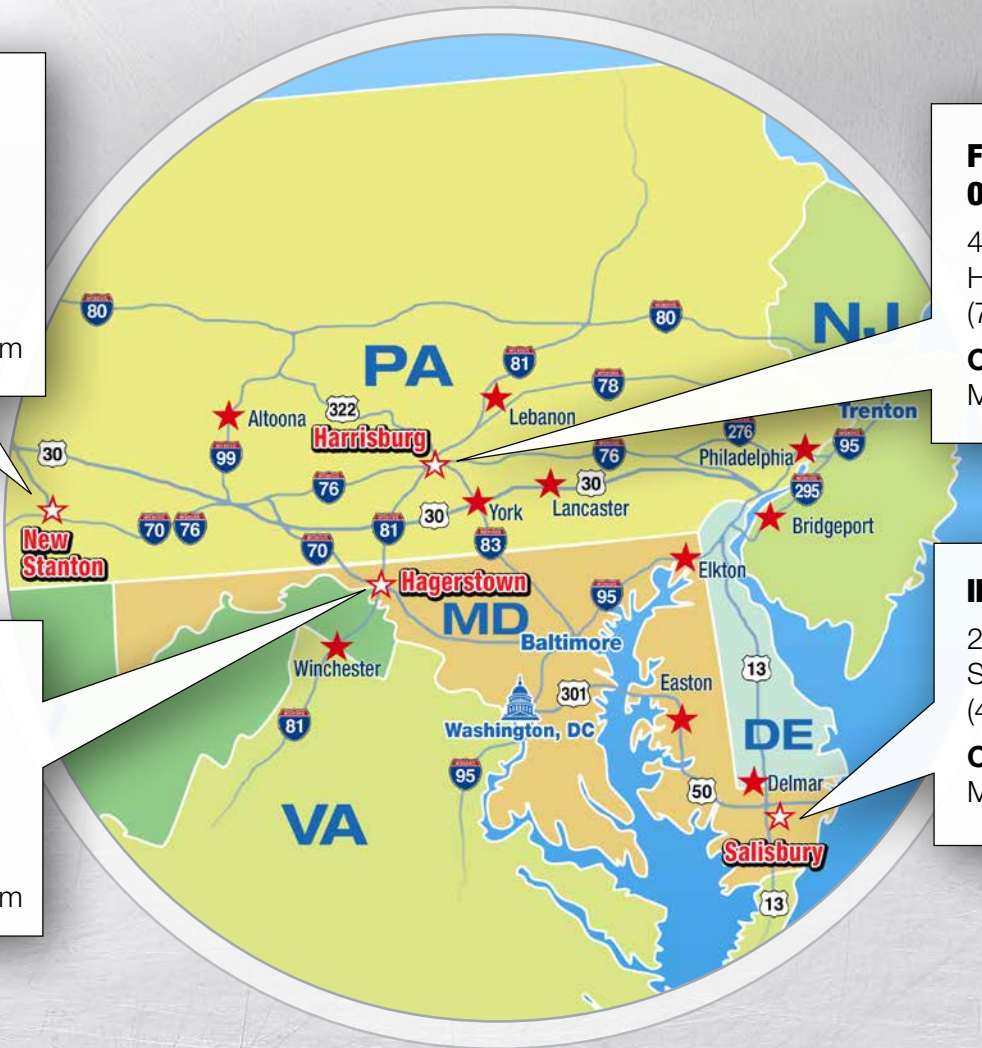 m
F
0
4
H
(7
C
M
80
80
NJ
PA
81
78
322
Altoona
Lebanon
Trenton
Harrisburg
276
95
30
99
76
Philadelphia
76
30
295
Lancaster
York
30
Bridgeport
70
76
81
83
New
Stanton
70
Elkton
Hagerstown
95
MD
Baltimore
Winchester
13
Easton
301
81
Washington, DC
DE
95
Delmar
50
VA
Salisbury
13
m
2
S
(4
C
M